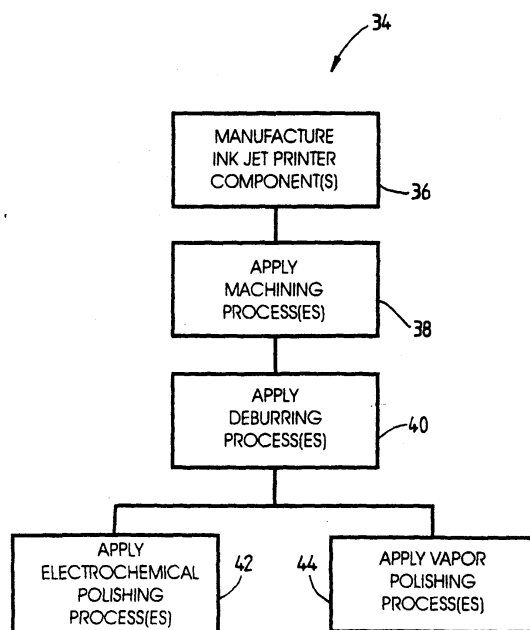 34
MANUFACTURE
INK JET PRINTER
COMPONENT(S)
36
APPLY
MACHINING
PROCESS(ES)
38
APPLY
DEBURRING
PROCESS(ES)
40
APPLY
ELECTROCHEMICAL
POLISHING
PROCESS(ES)
42
44
APPLY VAPOR
POLISHING
PROCESS(ES)